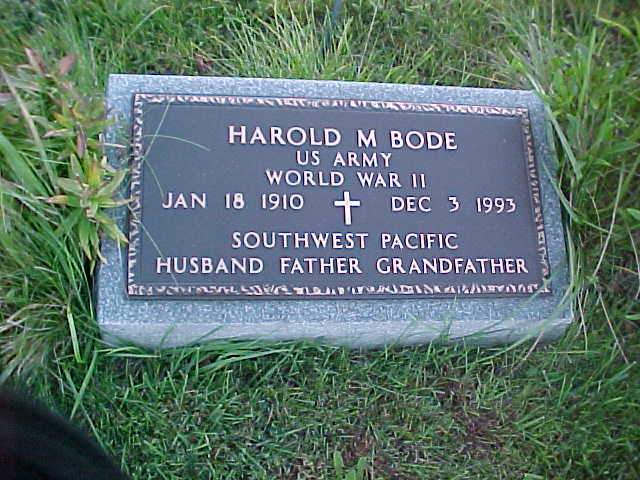 HAROLD M BODE
US ARMY
WORLD WAR II
JAN 18 1910 DEC 3 1993
SOUTHWEST PACIFIC
HUSBAND FATHER GRANDFATHER